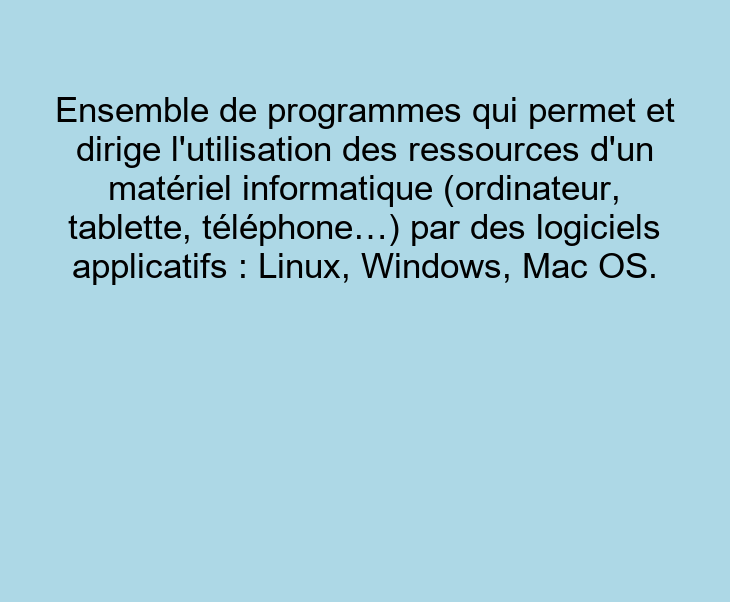 Ensemble de programmes qui permet et
dirige l'utilisation des ressources d'un
matériel informatique (ordinateur,
tablette, téléphone…) par des logiciels
applicatifs : Linux, Windows, Mac OS.